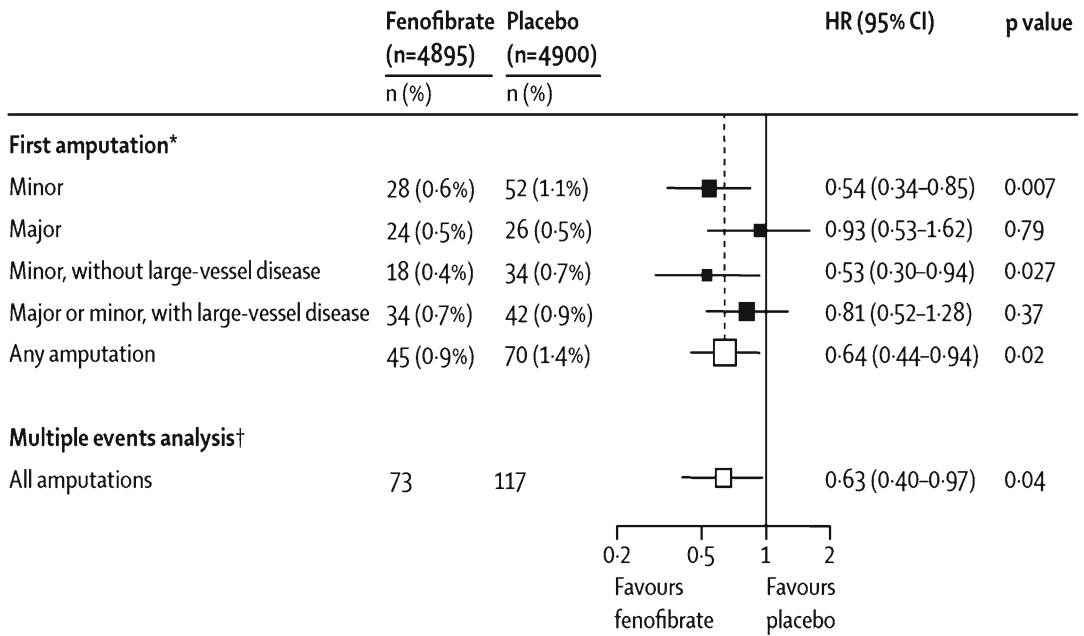 Fenofibrate Placebo HR (95% CI) p value
(n=4895) (n=4900)
n (%) n (%)
First amputation*
Minor 28 (0·6%) 52 (1·1%) 0·54 (0·34–0·85) 0·007
Major 24 (0·5%) 26 (0·5%) 0·93 (0·53–1·62) 0·79
Minor, without large-vessel disease 18 (0·4%) 34 (0·7%) 0·53 (0·30–0·94) 0·027
Major or minor, with large-vessel disease 34 (0·7%) 42 (0·9%) 0·81 (0·52–1·28) 0·37
Any amputation 45 (0·9%) 70 (1·4%) 0·64 (0·44–0·94) 0·02
Multiple events analysis†
All amputations 73 117 0·63 (0·40–0·97) 0·04
0·2 0·5 1 2
Favours Favours
fenofibrate placebo